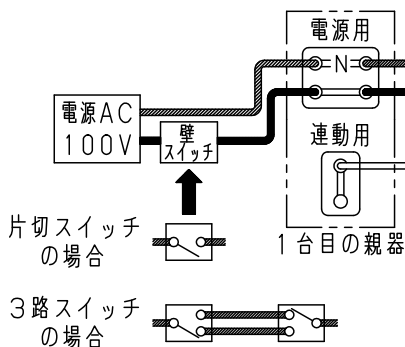 電源用
N
電源AC
100V
壁
スイッチ
連動用
1台目の親器
片切スイッチ
の場合
3路スイッチ
の場合